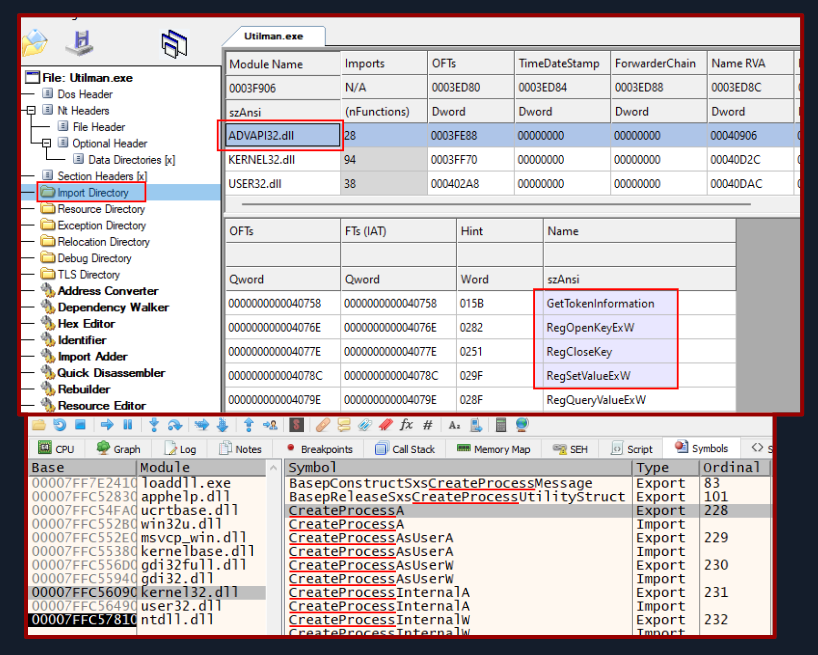 Utilman.exe
File: Utilman.exe
Dos Header
Nt Headers
File Header
Optional Header
Data Directories [x]
Section Headers [x]
Import Directory
Resource Directory
Exception Directory
Relocation Directory
Debug Directory
TLS Directory
Address Converter
Dependency Walker
Hex Editor
Identifier
Import Adder
Quick Disassembler
Rebuilder
Resource Editor
Module Name Imports OFTs TimeDateStamp ForwarderChain Name RVA
0003F906 N/A 0003ED80 0003ED84 0003ED88 0003ED8C
szAnsi (nFunctions) Dword Dword Dword Dword
ADVAPI32.dll 28 0003FE88 00000000 00000000 00040906
KERNEL32.dll 94 0003FF70 00000000 00000000 00040D2C
USER32.dll 38 000402A8 00000000 00000000 00040DAC
OFTs FTs (IAT) Hint Name
Qword Qword Word szAnsi
0000000000040758 0000000000040758 015B GetTokenInformation
000000000004076E 000000000004076E 0282 RegOpenKeyExW
000000000004077E 000000000004077E 0251 RegCloseKey
000000000004078C 000000000004078C 029F RegSetValueExW
000000000004079E 000000000004079E 028F RegQueryValueExW
CPU Graph Log Notes Breakpoints Call Stack Memory Map SEH Script Symbols
Base Module Symbol Type Ordinal
00007FF7E2410 loaddll.exe BasepConstructSxsCreateProcessMessage Export 83
00007FFC52830 apphelp.dll BasepReleaseSxsCreateProcessUtilityStruct Export 101
00007FFC54FA0 ucrtbase.dll CreateProcessA Export 228
00007FFC552B0 win32u.dll CreateProcessA Import
00007FFC552E0 msvcp_win.dll CreateProcessAsUserA Export 229
00007FFC55380 kernelbase.dll CreateProcessAsUserA Import
00007FFC556D0 gdi32full.dll CreateProcessAsUserW Export 230
00007FFC55940 gdi32.dll CreateProcessAsUserW Import
00007FFC56090 kernel32.dll CreateProcessInternalA Export 231
00007FFC56490 user32.dll CreateProcessInternalA Import
00007FFC57810 ntdll.dll CreateProcessInternalW Export 232
CreateProcessInternalW Import